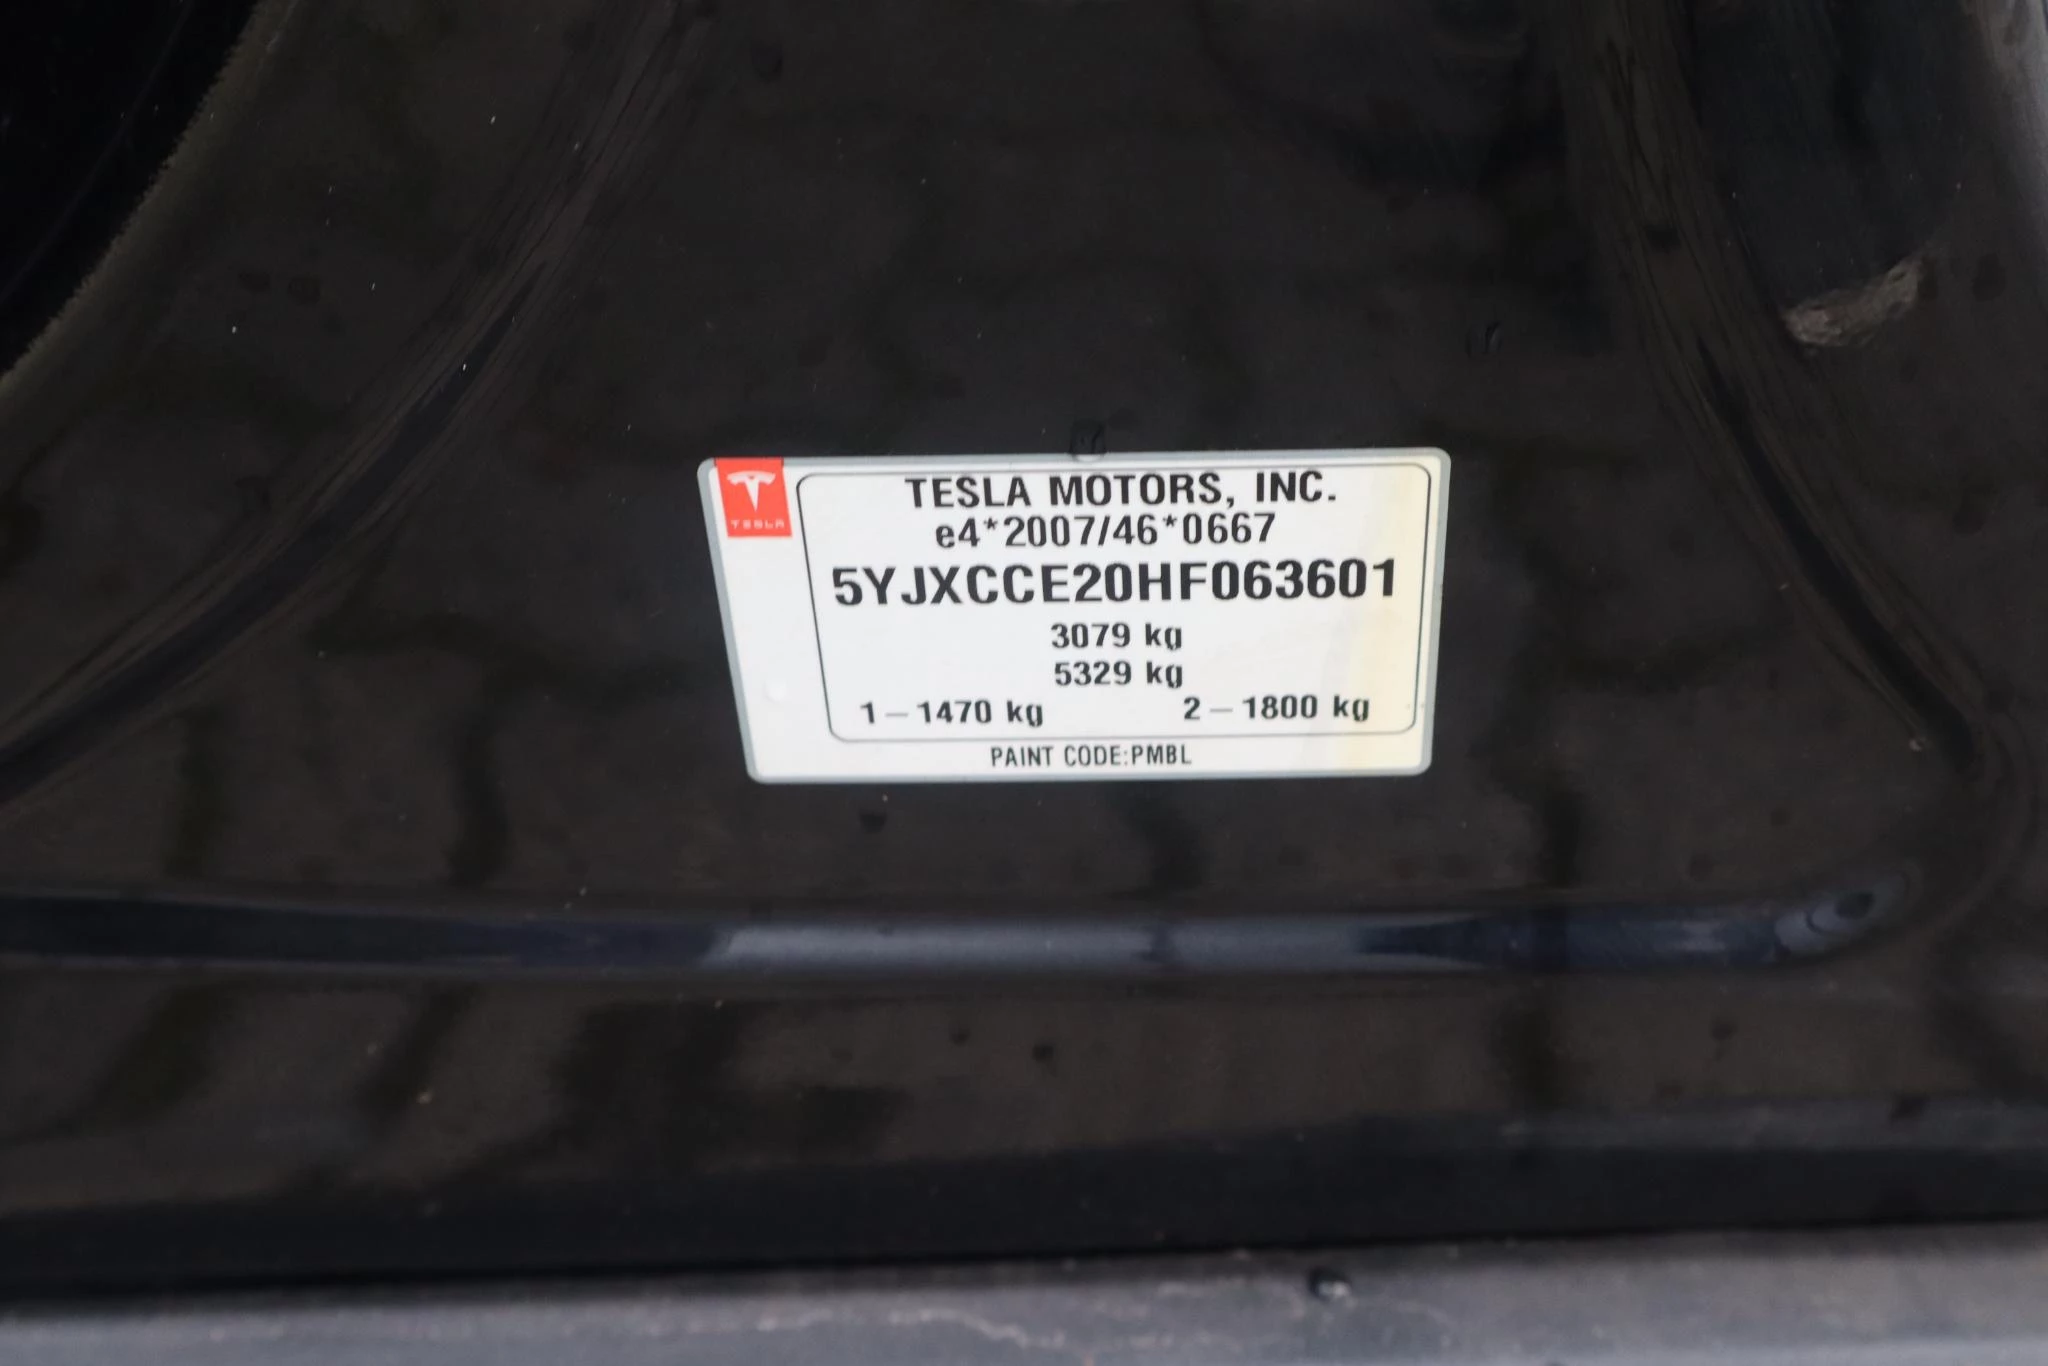 TESLA
TESLA MOTORS, INC.
e4*2007/46*0667
5YJXCCE20HF063601
3079 kg
5329 kg
1 – 1470 kg 2 – 1800 kg
PAINT CODE:PMBL